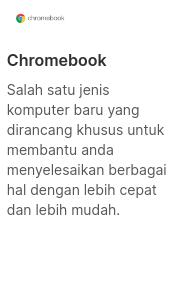 chromebook
Chromebook
Salah satu jenis
komputer baru yang
dirancang khusus untuk
membantu anda
menyelesaikan berbagai
hal dengan lebih cepat
dan lebih mudah.